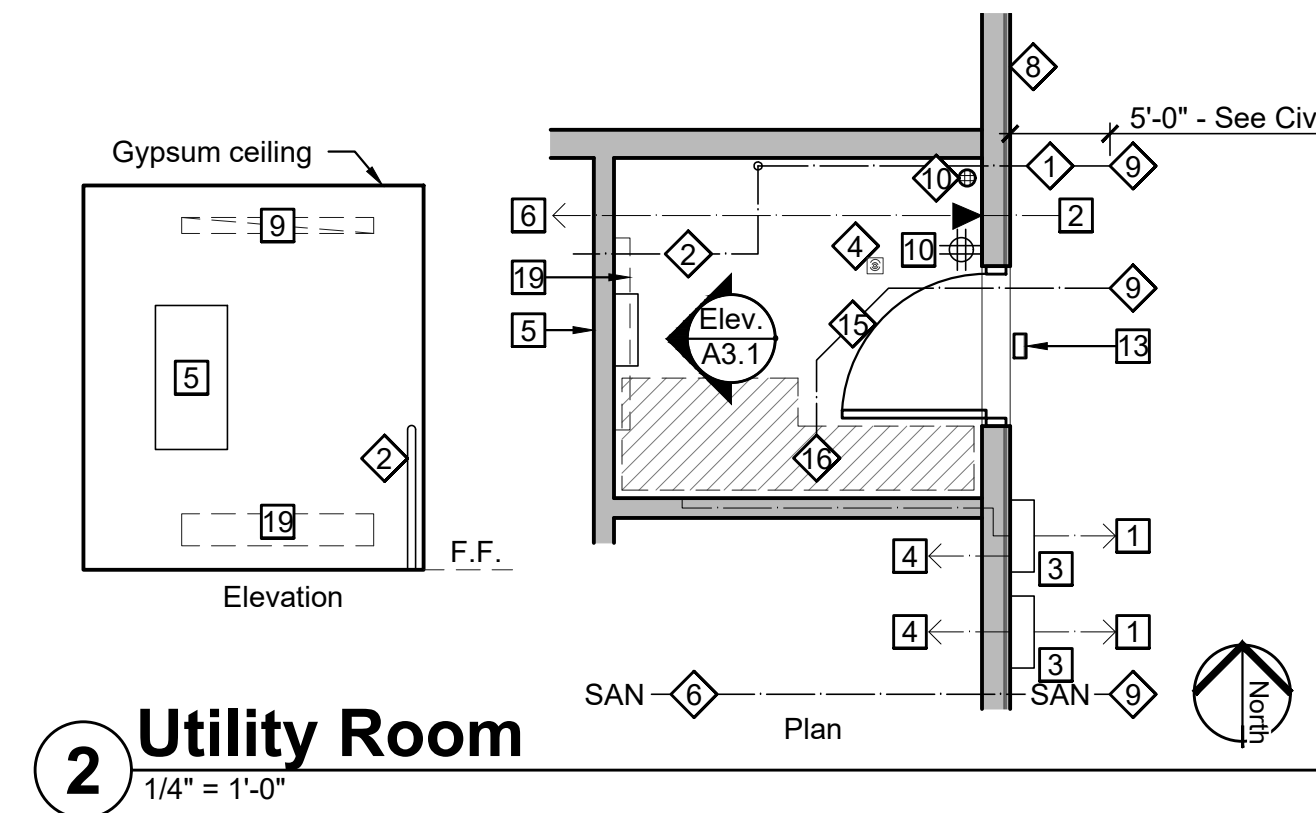 Gypsum ceiling
9
5
2
19
F.F.
Elevation
8
5'-0" - See Civ
10
1
9
6
2
4
10
2
19
9
5
Elev.
A3.1
15
13
16
1
4
3
4
1
3
SAN
6
SAN
9
Plan
North
2
Utility Room
1/4" = 1'-0"